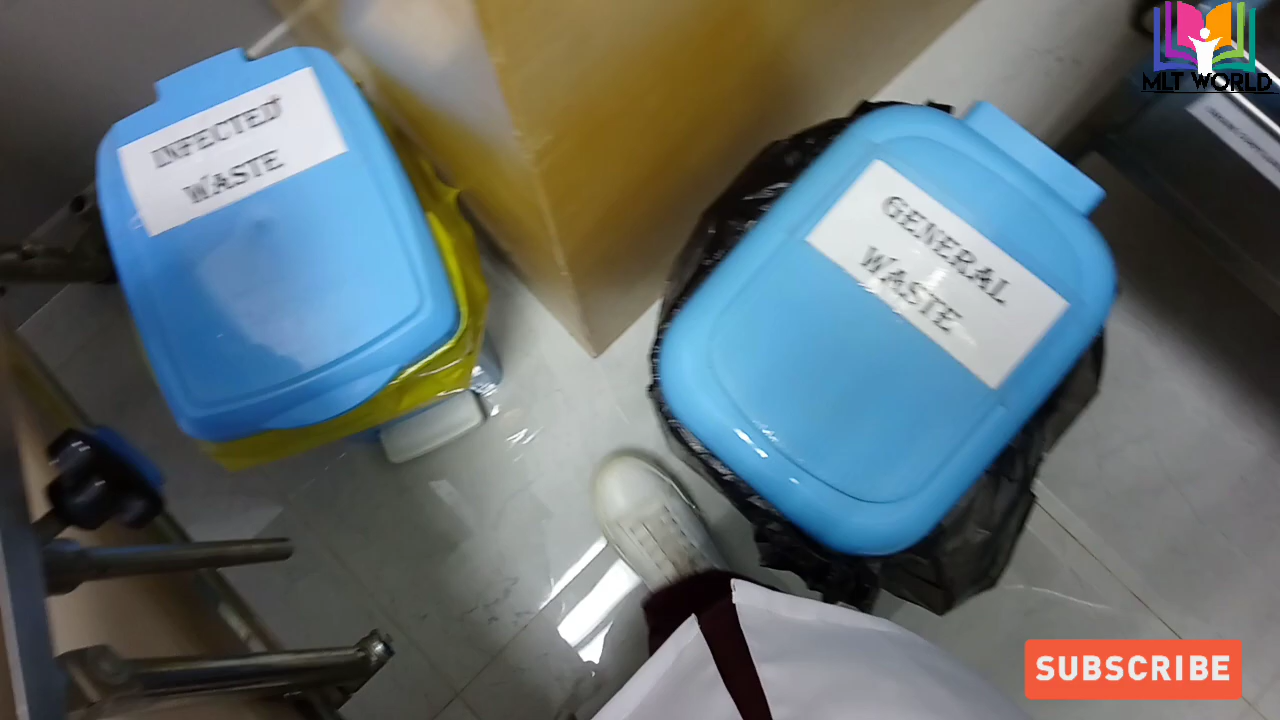 INFECTED
WASTE
GENERAL
WASTE
MLT WORLD
SUBSCRIBE